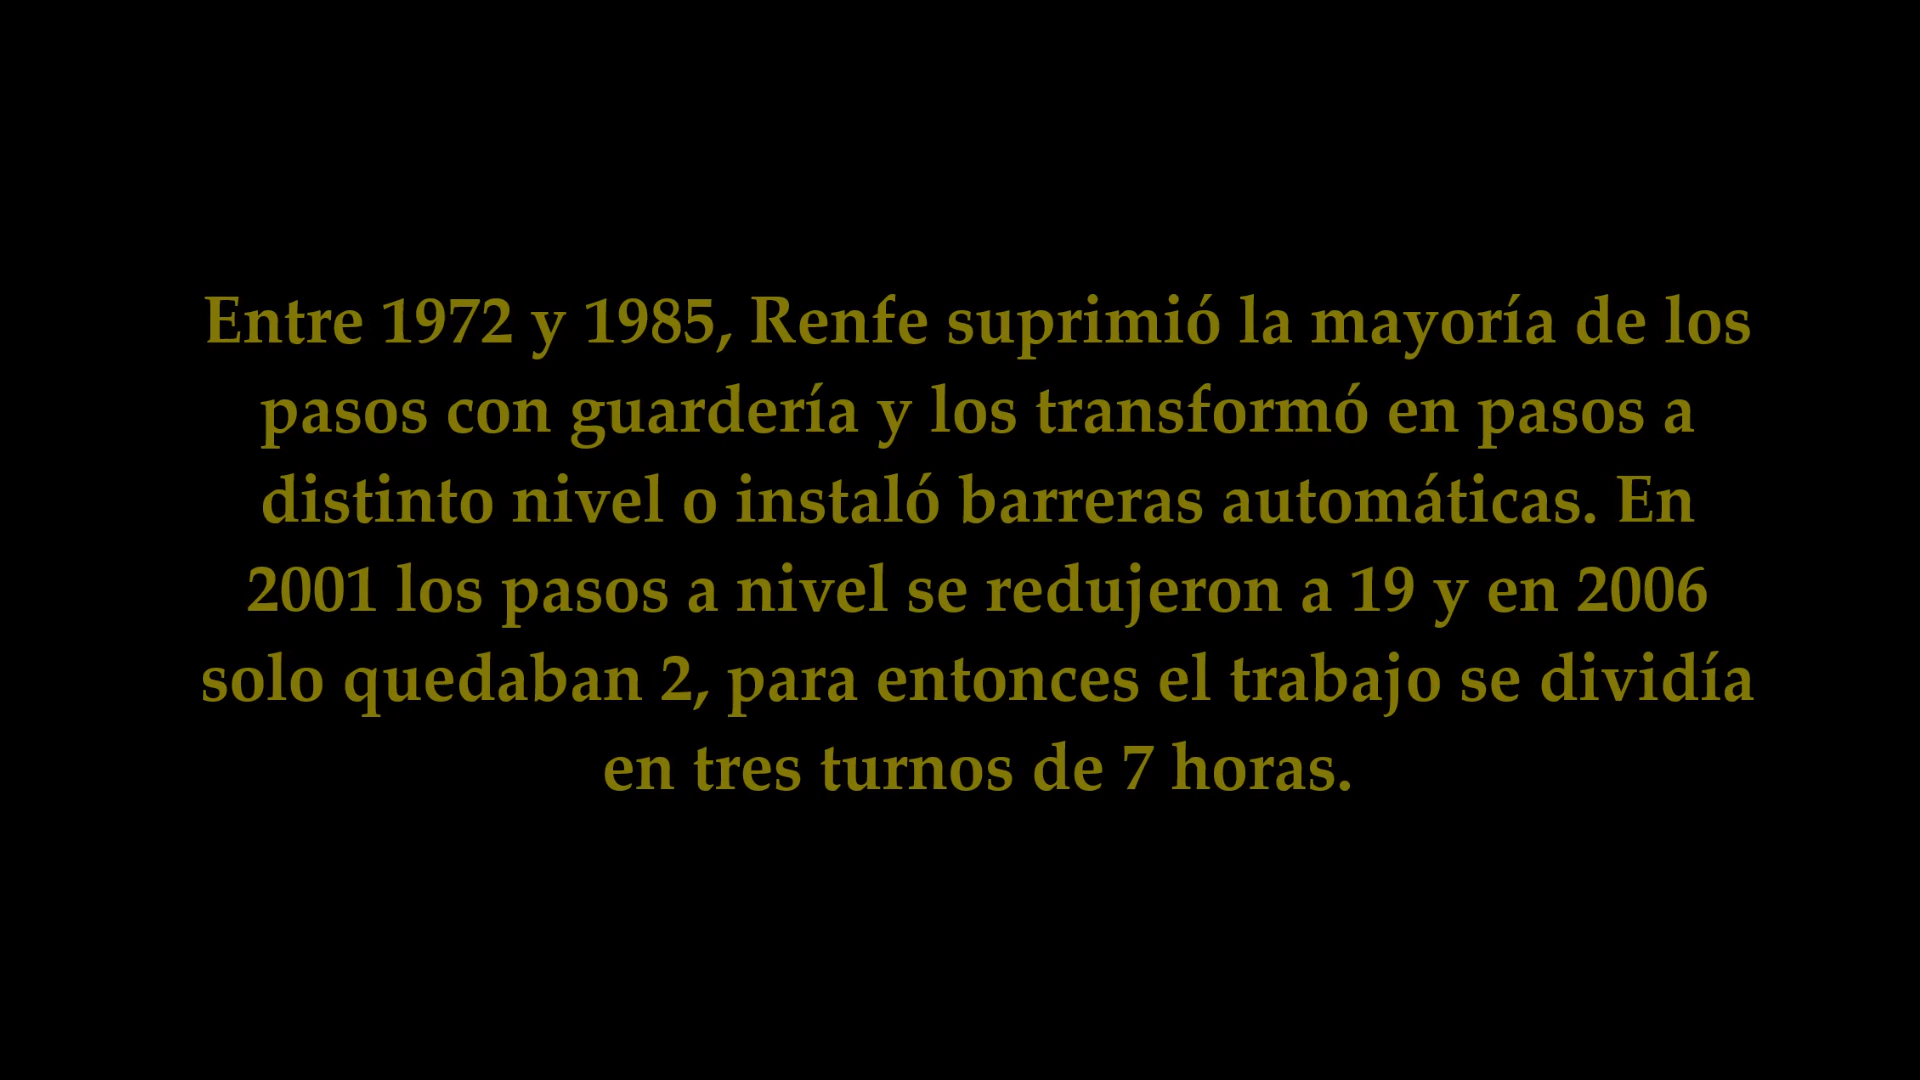 Entre 1972 y 1985, Renfe suprimió la mayoría de los
pasos con guardería y los transformó en pasos a
distinto nivel o instaló barreras automáticas. En
2001 los pasos a nivel se redujeron a 19 y en 2006
solo quedaban 2, para entonces el trabajo se dividía
en tres turnos de 7 horas.